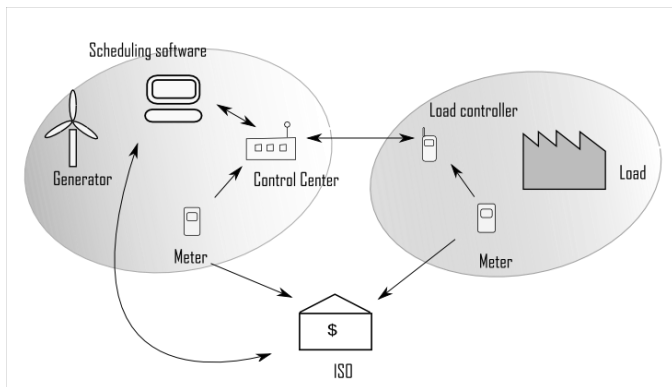 Scheduling software
Load controller
Generator
Control Center
Load
Meter
Meter
$
ISO